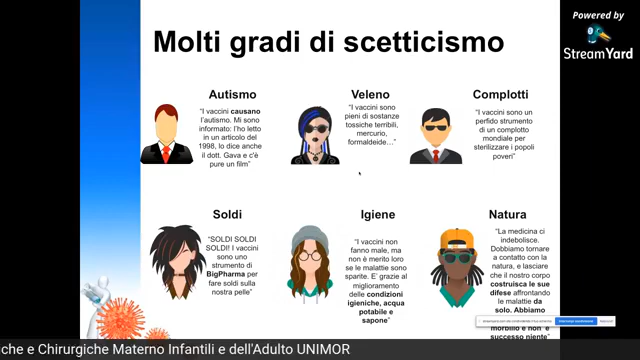 Powered by
StreamYard
Molti gradi di scetticismo
Autismo
"I vaccini causano
l'autismo. Mi sono
informato: l'ho letto
in un articolo del
1998, lo dice anche
il dott. Gava e c'è
pure un film"
Veleno
"I vaccini sono
pieni di sostanze
tossiche terribili,
mercurio,
formaldeide…"
Complotti
"I vaccini sono un
perfido strumento
di un complotto
mondiale per
sterilizzare i popoli
poveri"
Soldi
"SOLDI SOLDI
SOLDI! I vaccini
sono uno
strumento di
BigPharma per
fare soldi sulla
nostra pelle"
Igiene
"I vaccini non
fanno male, ma
non è merito loro
se le malattie sono
sparite. E' grazie al
miglioramento
delle condizioni
igieniche, acqua
potabile e
sapone"
Natura
"La medicina ci
indebolisce.
Dobbiamo tornare
a contatto con la
natura, e lasciare
che il nostro corpo
costruisca le sue
difese affrontando
le malattie da
solo. Abbiamo
morbillo e non è
successo niente"
che e Chirurgiche Materno Infantili e dell'Adulto UNIMOR